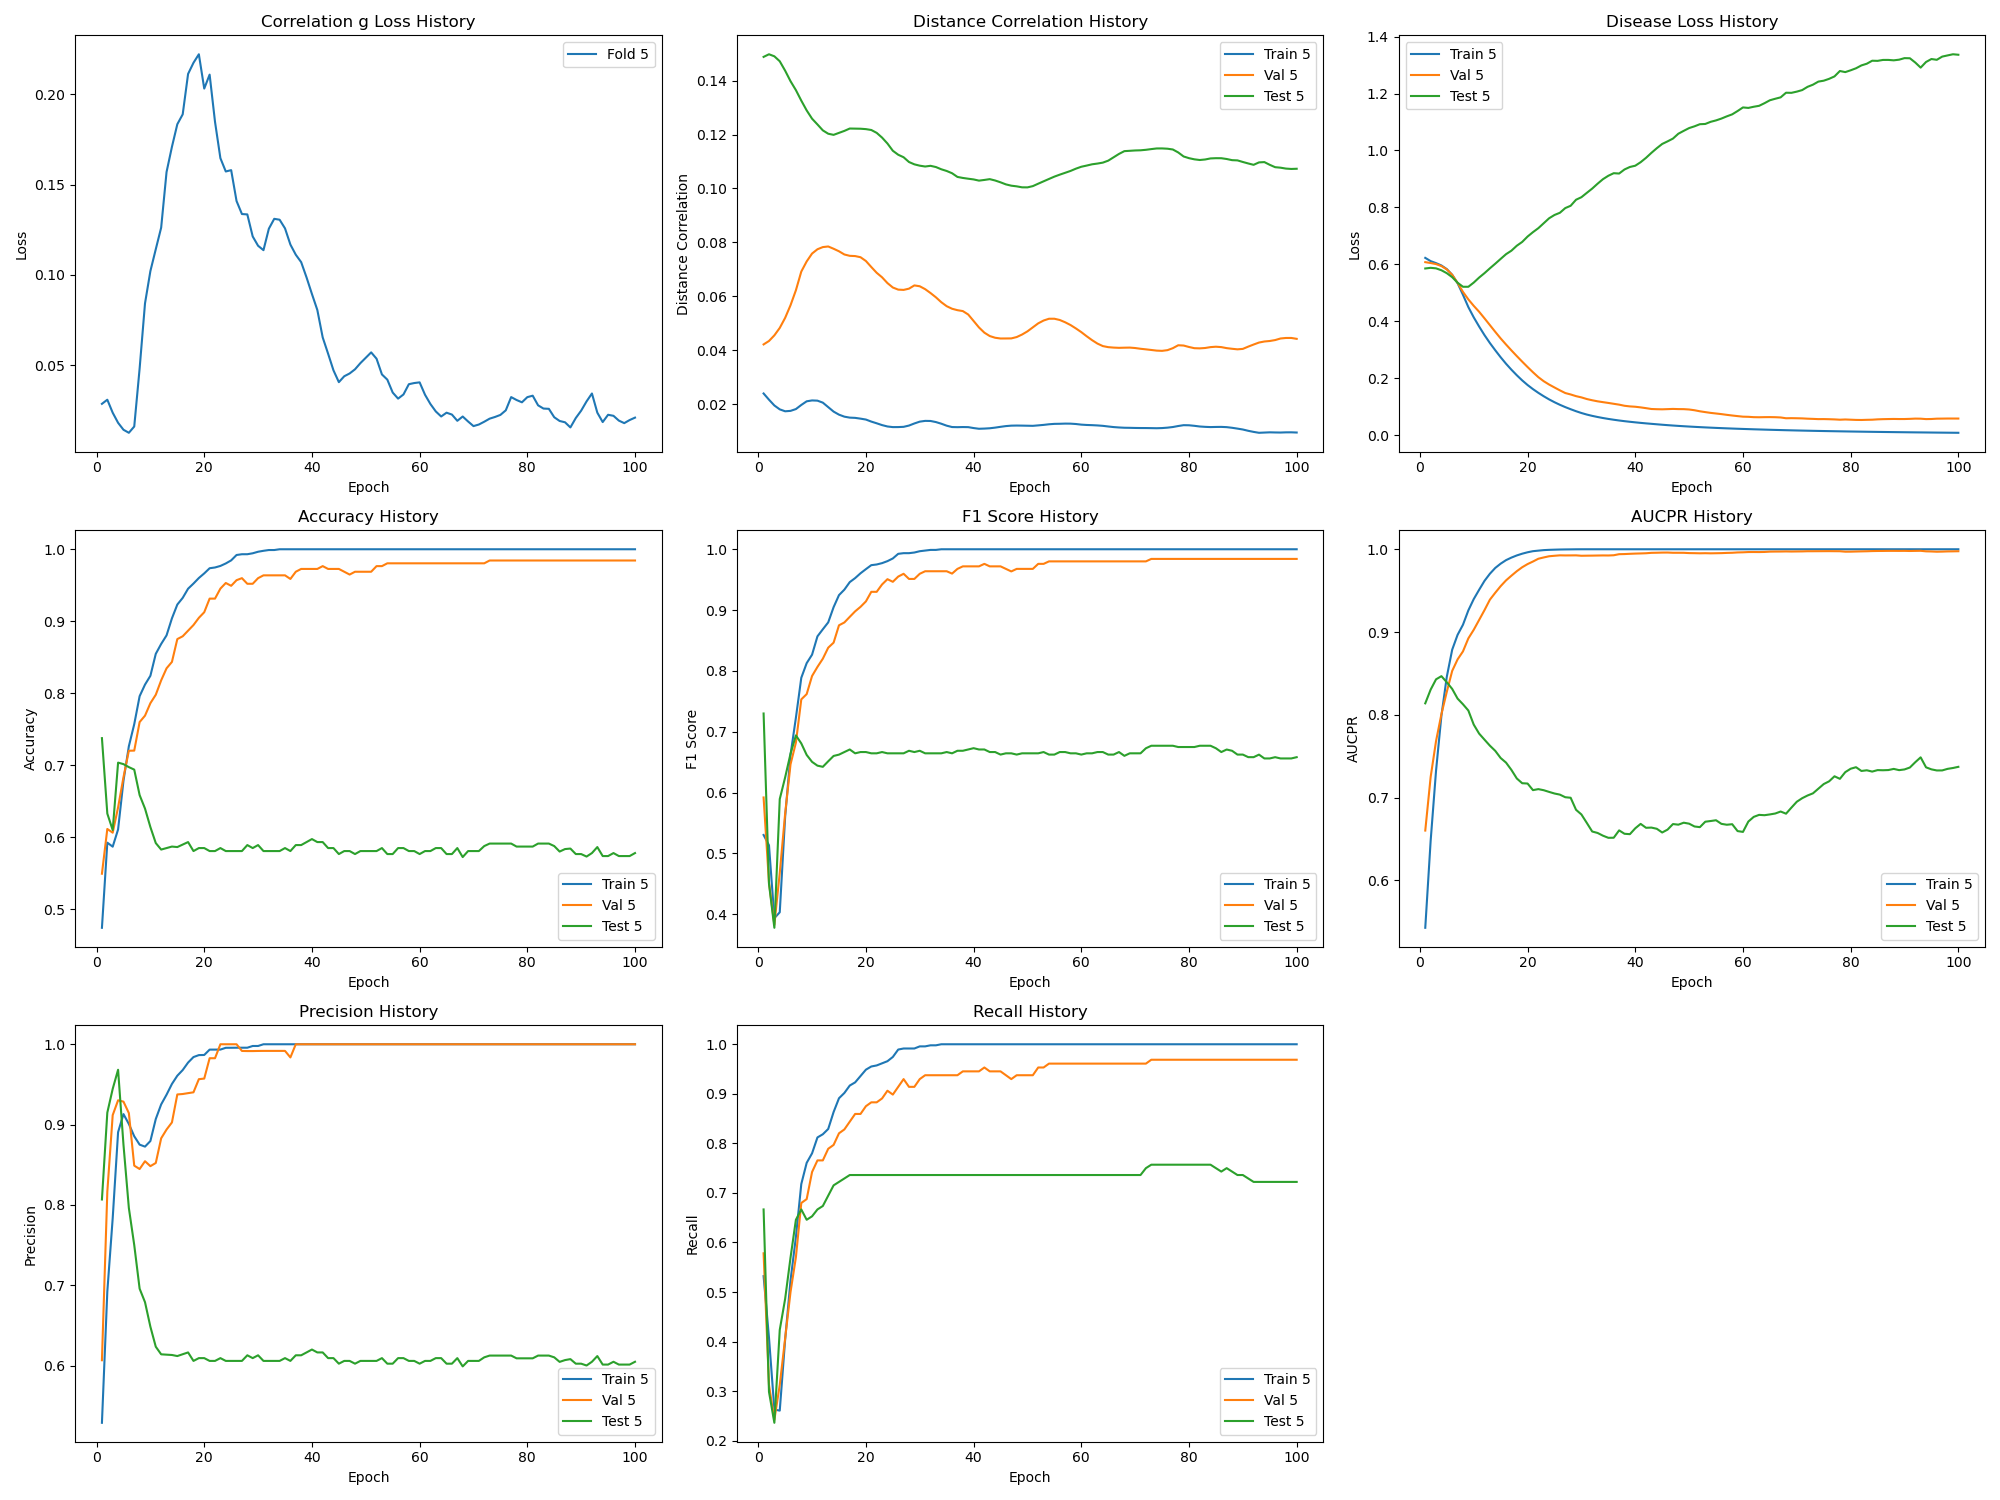 Correlation g Loss History
Loss
0.20
0.15
0.10
0.05
Fold 5
0 20 40 60 80 100
Epoch
Distance Correlation History
Distance Correlation
0.14
0.12
0.10
0.08
0.06
0.04
0.02
Train 5
Val 5
Test 5
0 20 40 60 80 100
Epoch
Disease Loss History
Loss
1.4
1.2
1.0
0.8
0.6
0.4
0.2
0.0
Train 5
Val 5
Test 5
0 20 40 60 80 100
Epoch
Accuracy History
Accuracy
1.0
0.9
0.8
0.7
0.6
0.5
Train 5
Val 5
Test 5
0 20 40 60 80 100
Epoch
F1 Score History
F1 Score
1.0
0.9
0.8
0.7
0.6
0.5
0.4
Train 5
Val 5
Test 5
0 20 40 60 80 100
Epoch
AUCPR History
AUCPR
1.0
0.9
0.8
0.7
0.6
Train 5
Val 5
Test 5
0 20 40 60 80 100
Epoch
Precision History
Precision
1.0
0.9
0.8
0.7
0.6
Train 5
Val 5
Test 5
0 20 40 60 80 100
Epoch
Recall History
Recall
1.0
0.9
0.8
0.7
0.6
0.5
0.4
0.3
0.2
Train 5
Val 5
Test 5
0 20 40 60 80 100
Epoch